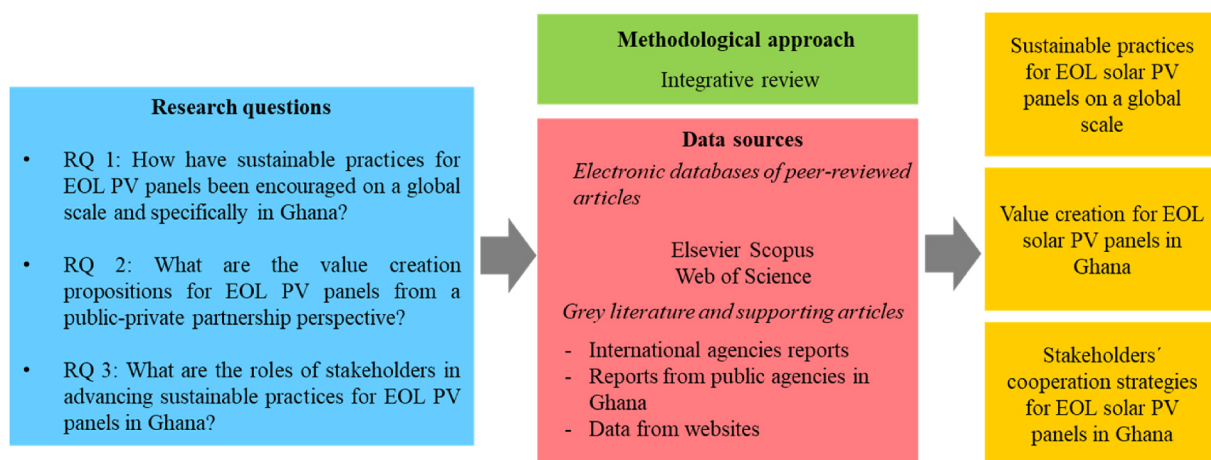 Research questions
• RQ 1: How have sustainable practices for
EOL PV panels been encouraged on a global
scale and specifically in Ghana?
• RQ 2: What are the value creation
propositions for EOL PV panels from a
public-private partnership perspective?
• RQ 3: What are the roles of stakeholders in
advancing sustainable practices for EOL PV
panels in Ghana?
Methodological approach
Integrative review
Data sources
Electronic databases of peer-reviewed
articles
Elsevier Scopus
Web of Science
Grey literature and supporting articles
- International agencies reports
- Reports from public agencies in
Ghana
- Data from websites
Sustainable practices
for EOL solar PV
panels on a global
scale
Value creation for EOL
solar PV panels in
Ghana
Stakeholders´
cooperation strategies
for EOL solar PV
panels in Ghana